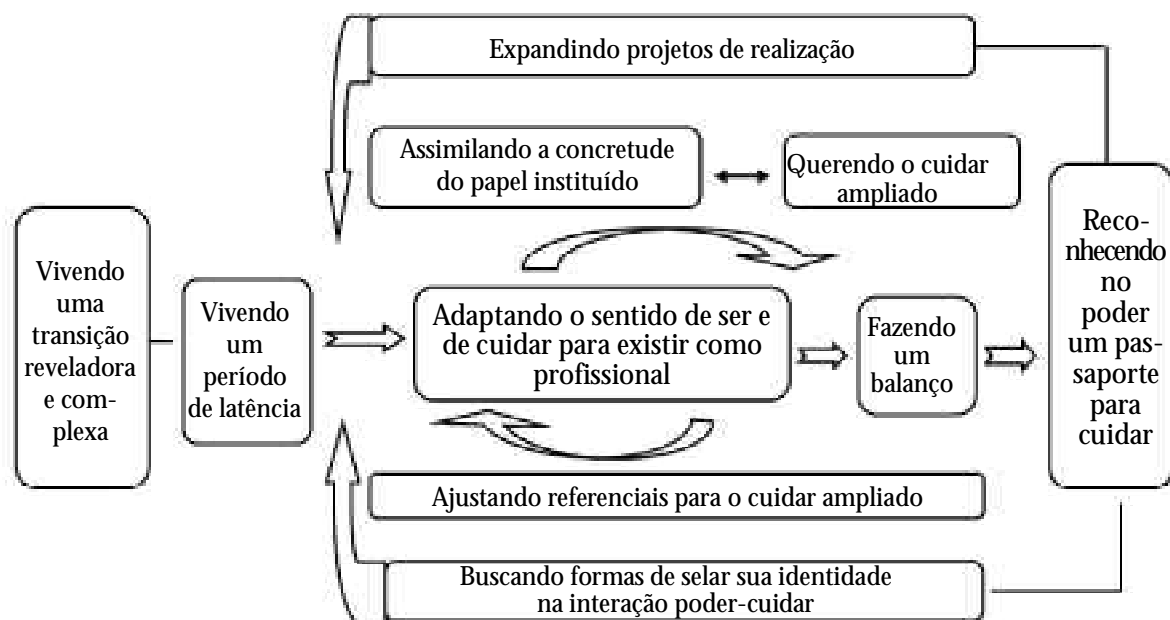 Expandindo projetos de realização
Assimilando a concretude
do papel instituído
Querendo o cuidar
ampliado
Vivendo
uma
transição
reveladora
e com-
plexa
Vivendo
um
período
de latência
Adaptando o sentido de ser e
de cuidar para existir como
profissional
Fazendo
um
balanço
Reco-
nhecendo
no
poder
um pas-
saporte
para
cuidar
Ajustando referenciais para o cuidar ampliado
Buscando formas de selar sua identidade
na interação poder-cuidar